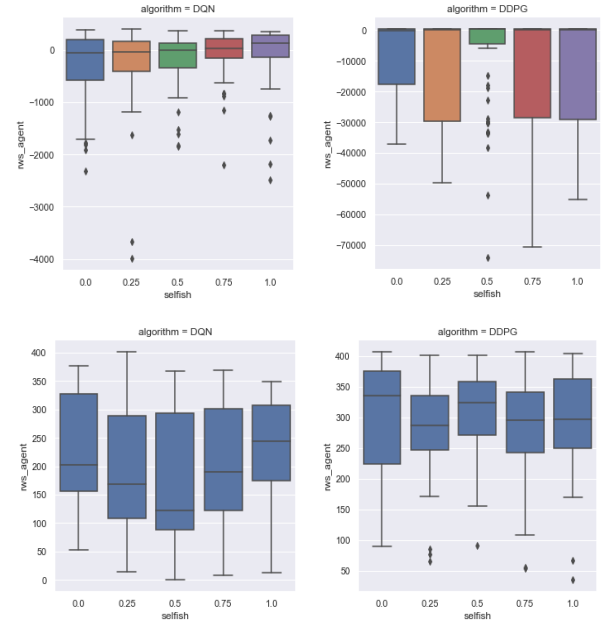 algorithm = DQN
rws_agent
0
−1000
−2000
−3000
−4000
0.0 0.25 0.5 0.75 1.0
selfish
algorithm = DDPG
rws_agent
0
−10000
−20000
−30000
−40000
−50000
−60000
−70000
0.0 0.25 0.5 0.75 1.0
selfish
algorithm = DQN
rws_agent
400
350
300
250
200
150
100
50
0
0.0 0.25 0.5 0.75 1.0
selfish
algorithm = DDPG
rws_agent
400
350
300
250
200
150
100
50
0.0 0.25 0.5 0.75 1.0
selfish